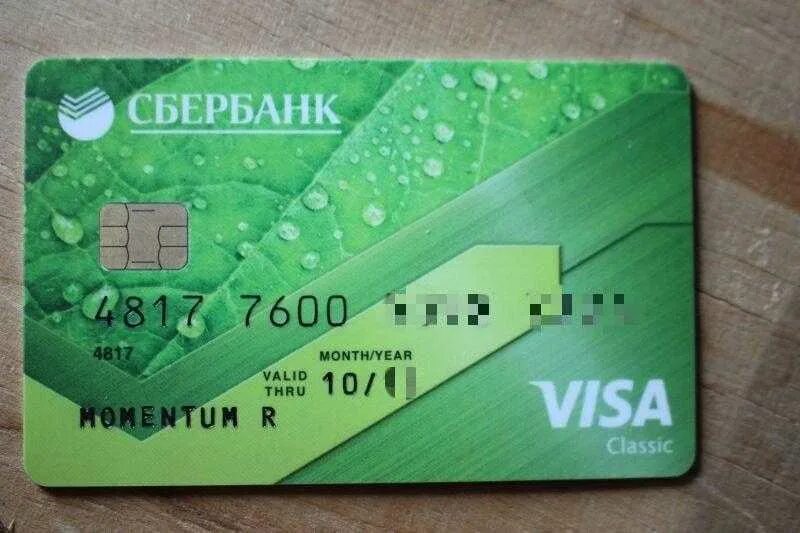 СБЕРБАНК
4817 7600
4817
MONTH/YEAR
VALID THRU 10/
MOMENTUM R
VISA
Classic